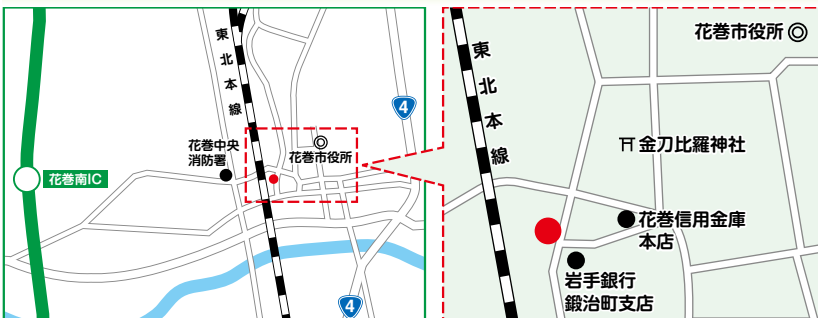 東北本線
4
花巻中央
消防署
花巻市役所
花巻南IC
4
花巻市役所
東北本線
金刀比羅神社
花巻信用金庫
本店
岩手銀行
鍛治町支店